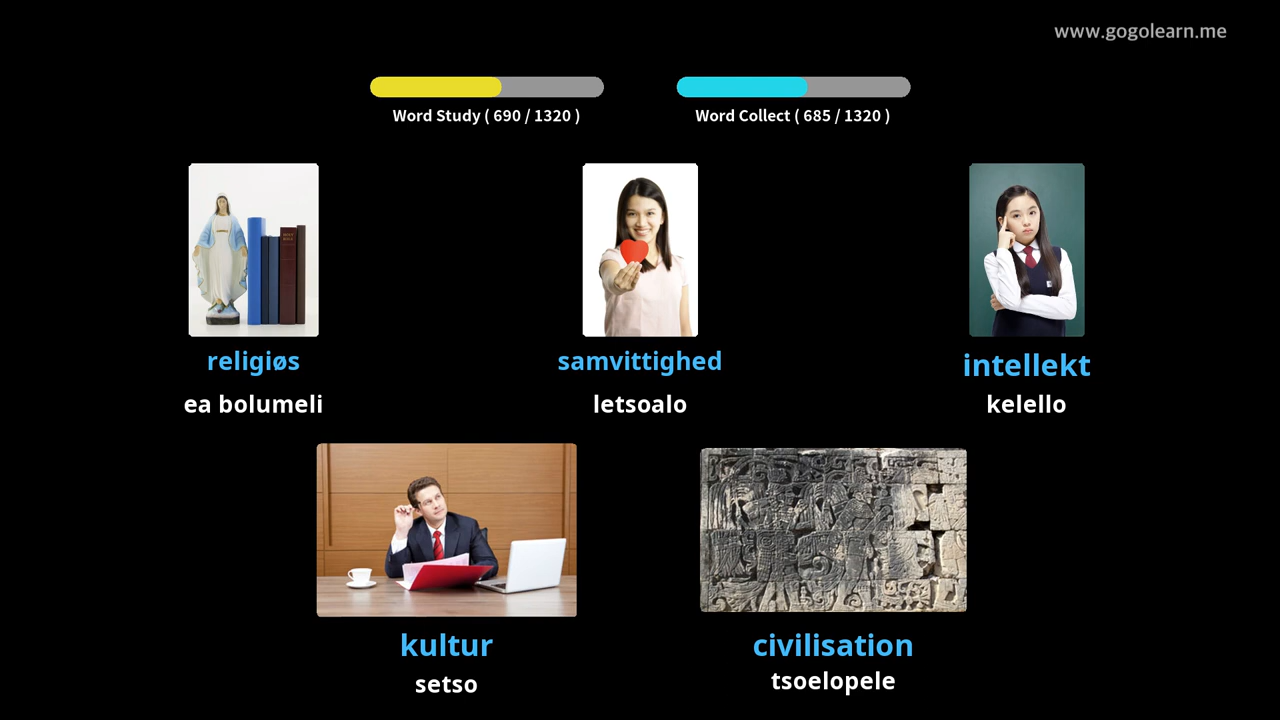 www.gogolearn.me
Word Study ( 690 / 1320 )
Word Collect ( 685 / 1320 )
religiøs
samvittighed
intellekt
ea bolumeli
letsoalo
kelello
kultur
civilisation
setso
tsoelopele